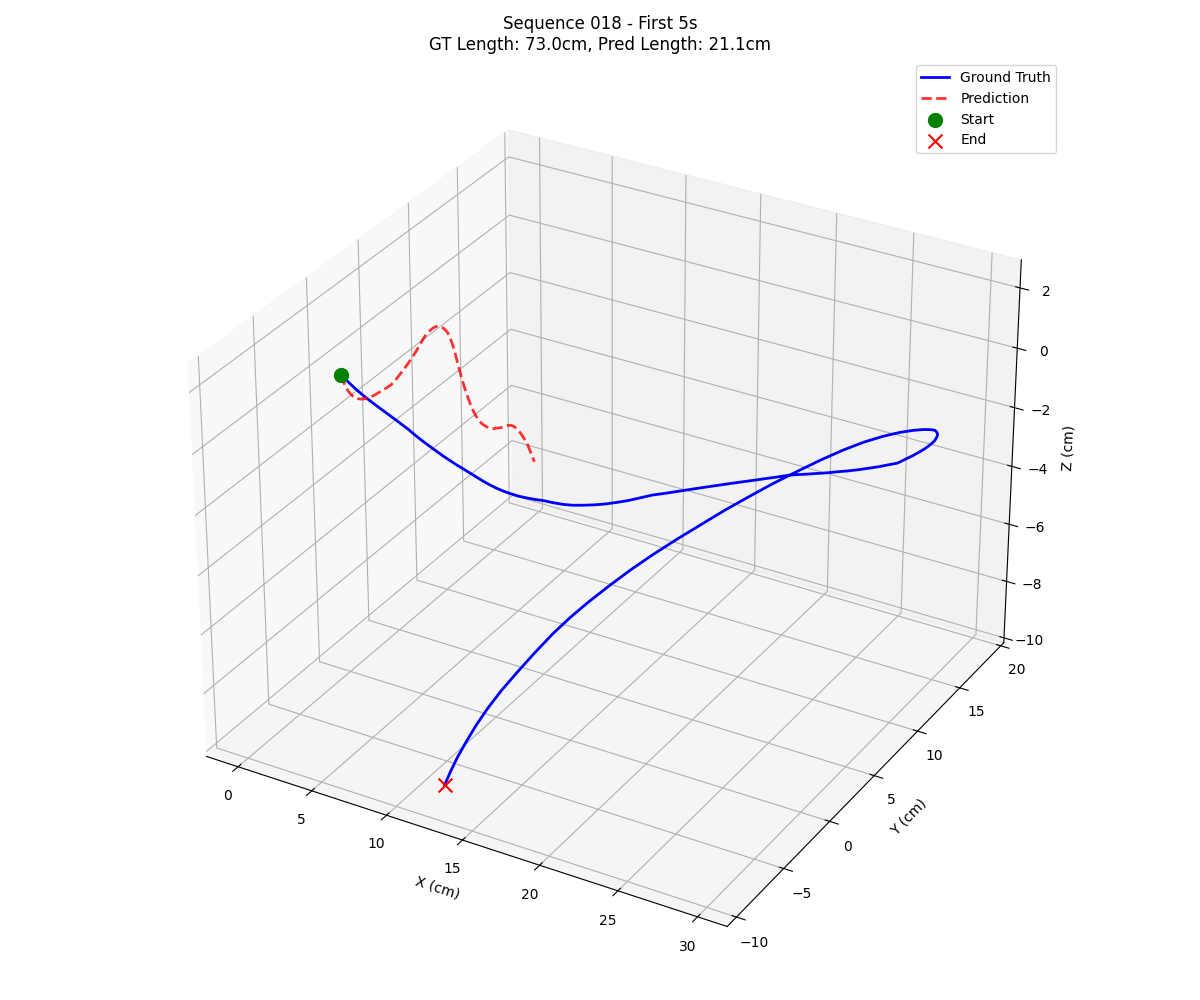 Sequence 018 - First 5s
GT Length: 73.0cm, Pred Length: 21.1cm
Ground Truth
Prediction
Start
End
2
0
−2
−4
−6
−8
−10
Z (cm)
20
15
10
5
0
−5
−10
Y (cm)
0
5
10
15
20
25
30
X (cm)